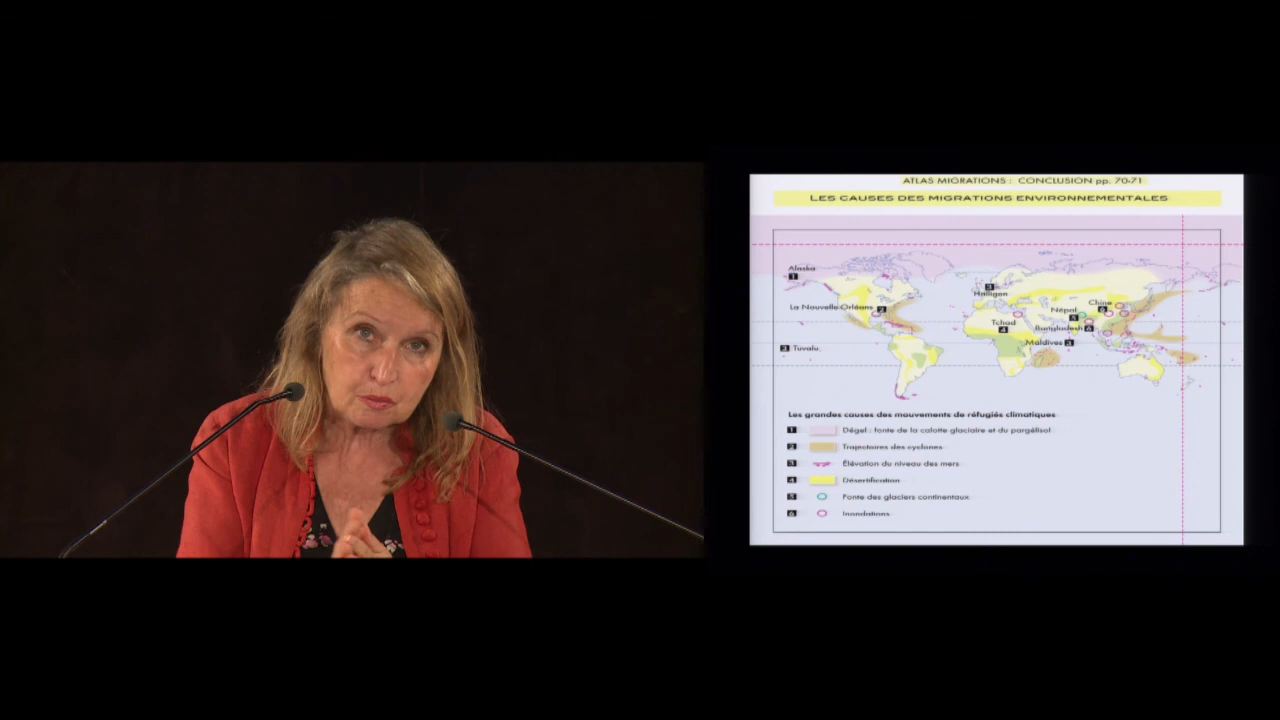 ATLAS MIGRATIONS : CONCLUSION pp. 70-71
LES CAUSES DES MIGRATIONS ENVIRONNEMENTALES
Alaska
1
3
Halligen
La Nouvelle-Orléans 2
Chine
6
Népal
5
Tchad
4
Bangladesh 6
Maldives 3
3 Tuvalu
Les grandes causes des mouvements de réfugiés climatiques
1 Dégel : fonte de la calotte glaciaire et du pargélisol
2 Trajectoires des cyclones
3 Élévation du niveau des mers
4 Désertification
5 Fonte des glaciers continentaux
6 Inondations